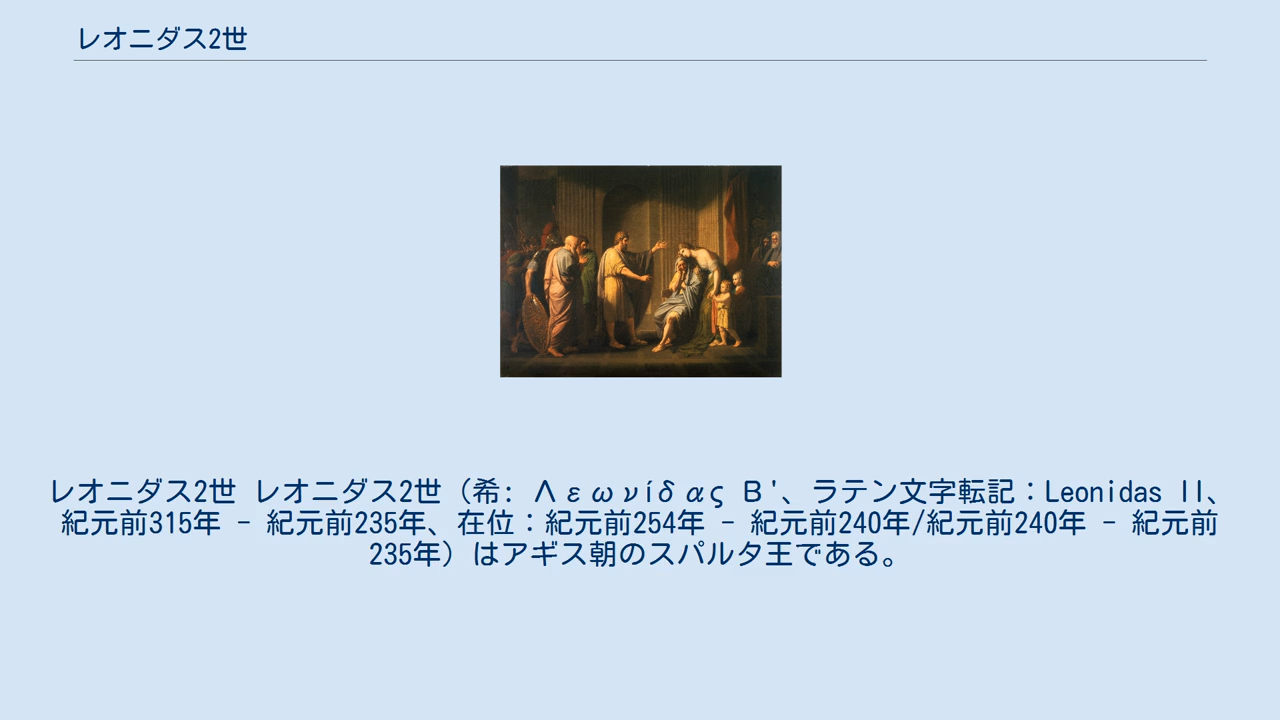 レオニダス2世
レオニダス2世 レオニダス2世（希: Λεωνίδας Β'、ラテン文字転記：Leonidas II、
紀元前315年 - 紀元前235年、在位：紀元前254年 - 紀元前240年/紀元前240年 - 紀元前
235年）はアギス朝のスパルタ王である。